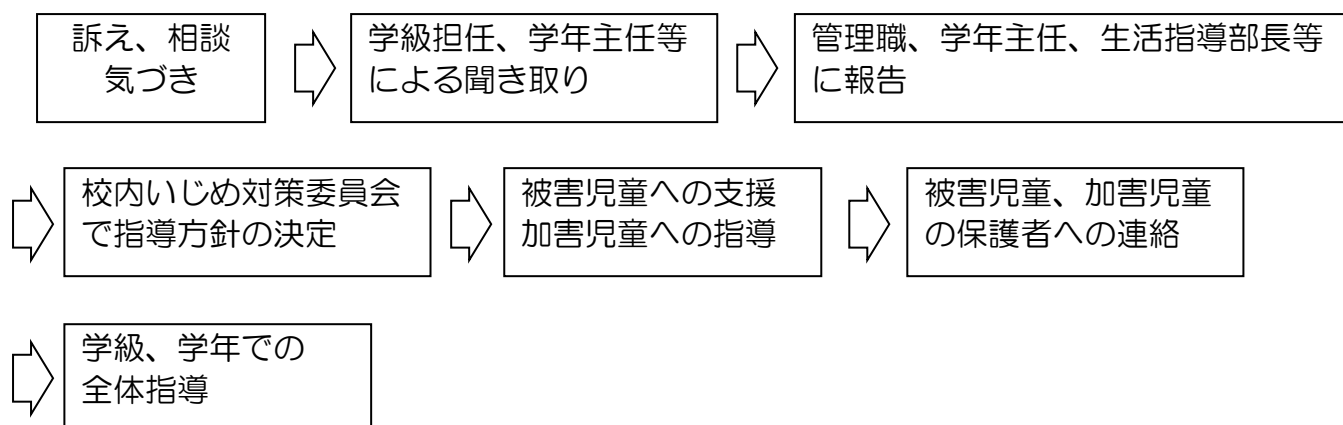 訴え、相談
気づき
学級担任、学年主任等
による聞き取り
管理職、学年主任、生活指導部長等
に報告
校内いじめ対策委員会
で指導方針の決定
被害児童への支援
加害児童への指導
被害児童、加害児童
の保護者への連絡
学級、学年での
全体指導